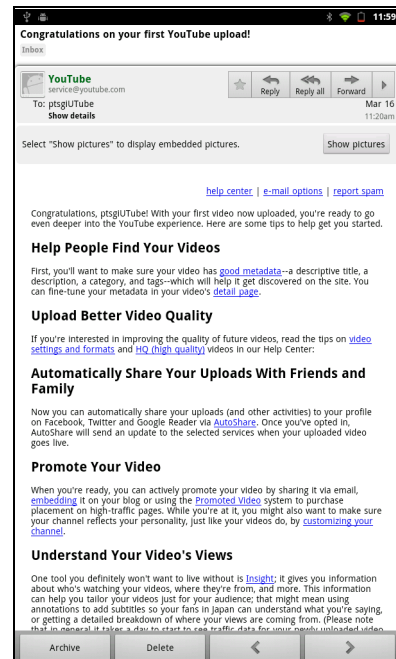 11:59
Congratulations on your first YouTube upload!
Inbox
YouTube
service@youtube.com
Reply
Reply all
Forward
To: ptsgiUTube
Mar 16
Show details
11:20am
Select "Show pictures" to display embedded pictures.
Show pictures
help center | e-mail options | report spam
Congratulations, ptsgiUTube! With your first video now uploaded, you're ready to go
even deeper into the YouTube experience. Here are some tips to help get you started.
Help People Find Your Videos
First, you'll want to make sure your video has good metadata--a descriptive title, a
description, a category, and tags--which will help it get discovered on the site. You
can fine-tune your metadata in your video's detail page.
Upload Better Video Quality
If you're interested in improving the quality of future videos, read the tips on video
settings and formats and HQ (high quality) videos in our Help Center:
Automatically Share Your Uploads With Friends and
Family
Now you can automatically share your uploads (and other activities) to your profile
on Facebook, Twitter and Google Reader via AutoShare. Once you've opted in,
AutoShare will send an update to the selected services when your uploaded video
goes live.
Promote Your Video
When you're ready, you can actively promote your video by sharing it via email,
embedding it on your blog or using the Promoted Video system to purchase
placement on high-traffic pages. While you're at it, you might also want to make sure
your channel reflects your personality, just like your videos do, by customizing your
channel.
Understand Your Video's Views
One tool you definitely won't want to live without is Insight; it gives you information
about who's watching your videos, where they're from, and more. This information
can help you tailor your videos just for your audience; that might mean using
annotations to add subtitles so your fans in Japan can understand what you're saying,
or getting a detailed breakdown of where your views are coming from. (Please note
that in general it takes a day to start to see traffic data for your newly uploaded video
Archive
Delete